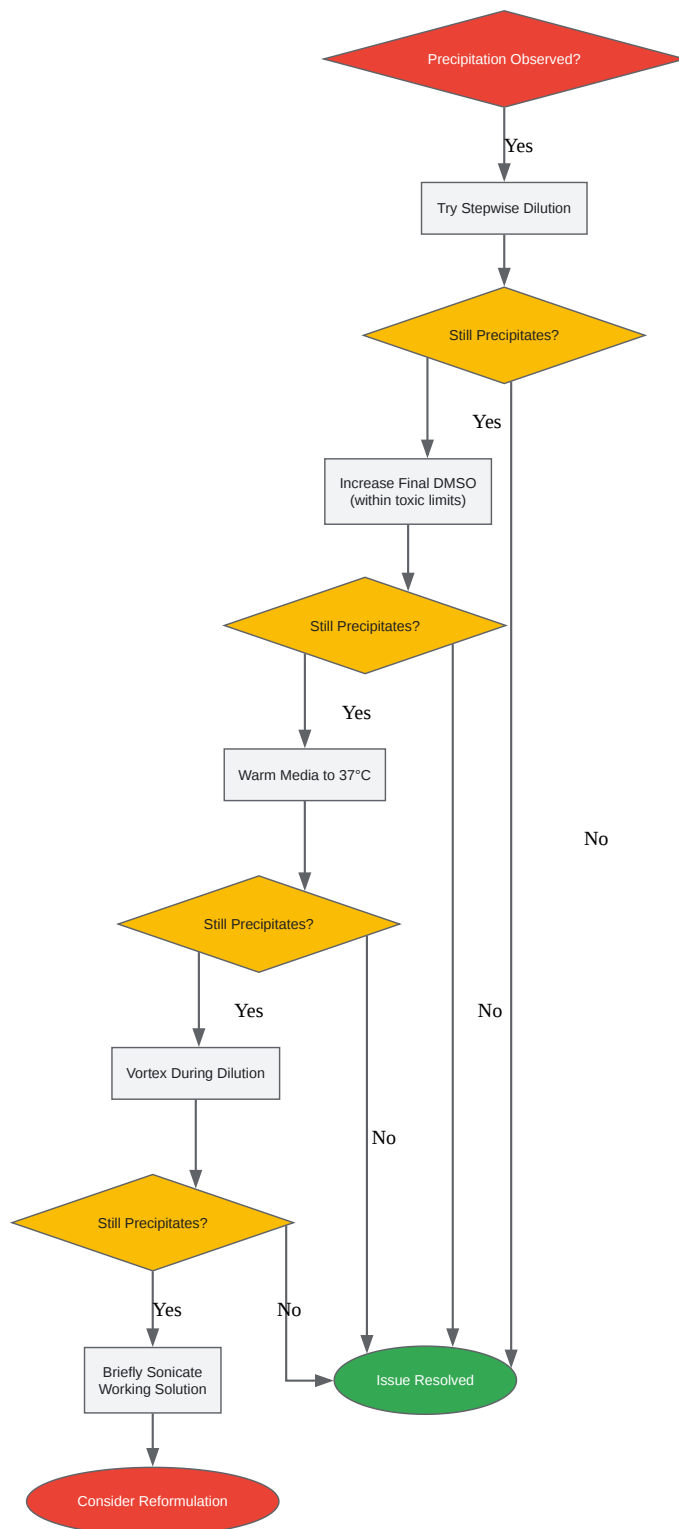 Precipitation Observed?
Yes
Try Stepwise Dilution
Still Precipitates?
Yes
Increase Final DMSO
(within toxic limits)
Still Precipitates?
Yes
Warm Media to 37°C
No
Still Precipitates?
Yes
No
Vortex During Dilution
No
Still Precipitates?
Yes
No
Briefly Sonicate
Working Solution
Issue Resolved
Consider Reformulation